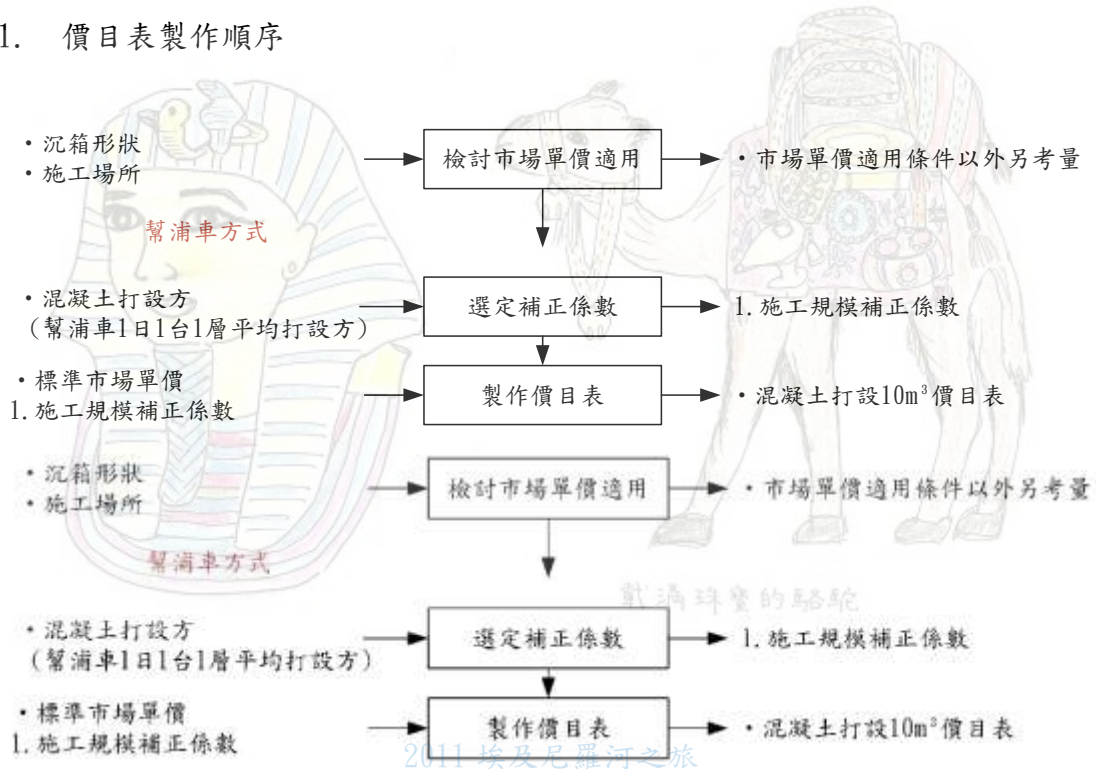 1. 價目表製作順序
・沉箱形狀
・施工場所
檢討市場單價適用
・市場單價適用條件以外另考量
幫浦車方式
・混凝土打設方
（幫浦車1日1台1層平均打設方）
選定補正係數
1.施工規模補正係數
・標準市場單價
1.施工規模補正係數
製作價目表
・混凝土打設10m³價目表
・沉箱形狀
・施工場所
檢討市場單價適用
・市場單價適用條件以外另考量
幫浦車方式
戴滿珠寶的駱駝
・混凝土打設方
（幫浦車1日1台1層平均打設方）
選定補正係數
1.施工規模補正係數
・標準市場單價
1.施工規模補正係數
製作價目表
・混凝土打設10m³價目表
2011 埃及尼羅河之旅